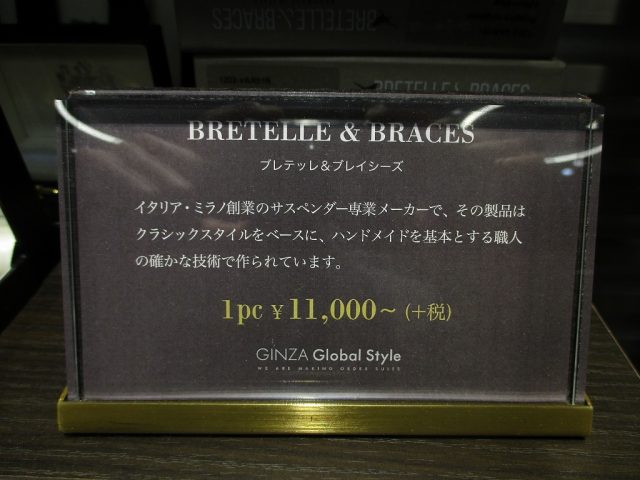 BRETELLE & BRACES
BRETELLE & BRACES
BRETELLE & BRACES
ブレテッレ&ブレイシーズ
イタリア・ミラノ創業のサスペンダー専業メーカーで、その製品は
クラシックスタイルをベースに、ハンドメイドを基本とする職人
の確かな技術で作られています。
1pc ¥11,000~ (+税)
GINZA Global Style
WE ARE MAKING ORDER SUITS